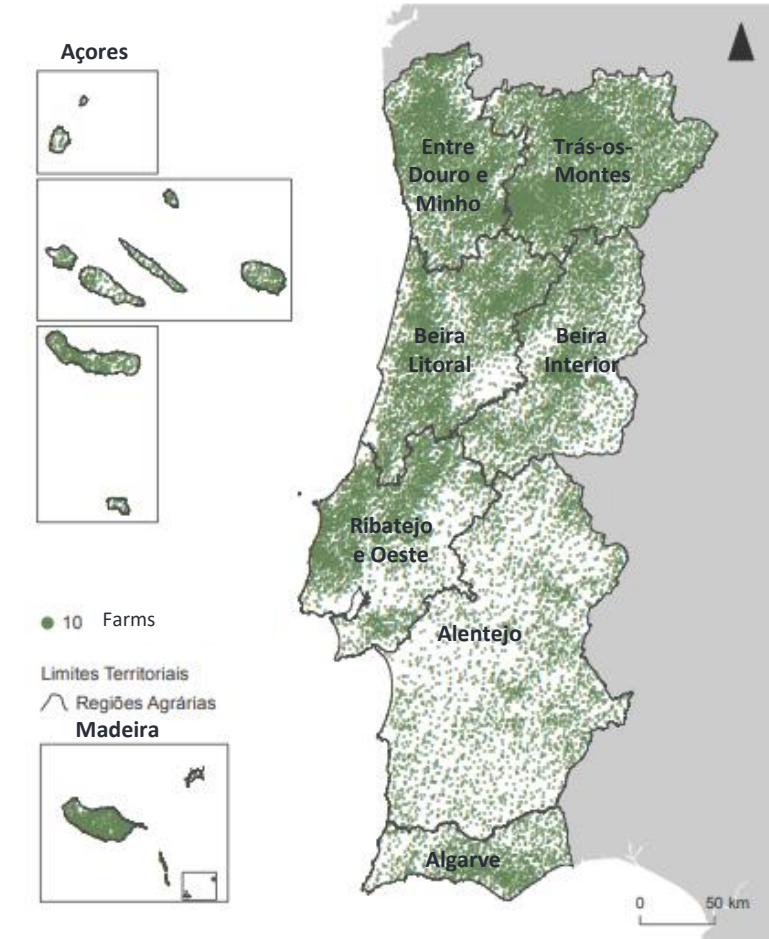 Açores
Entre
Douro e
Minho
Trás-os-
Montes
Beira
Litoral
Beira
Interior
Ribatejo
e Oeste
Alentejo
Algarve
10 Farms
Limites Territoriais
Regiões Agrárias
Madeira
0 50 km